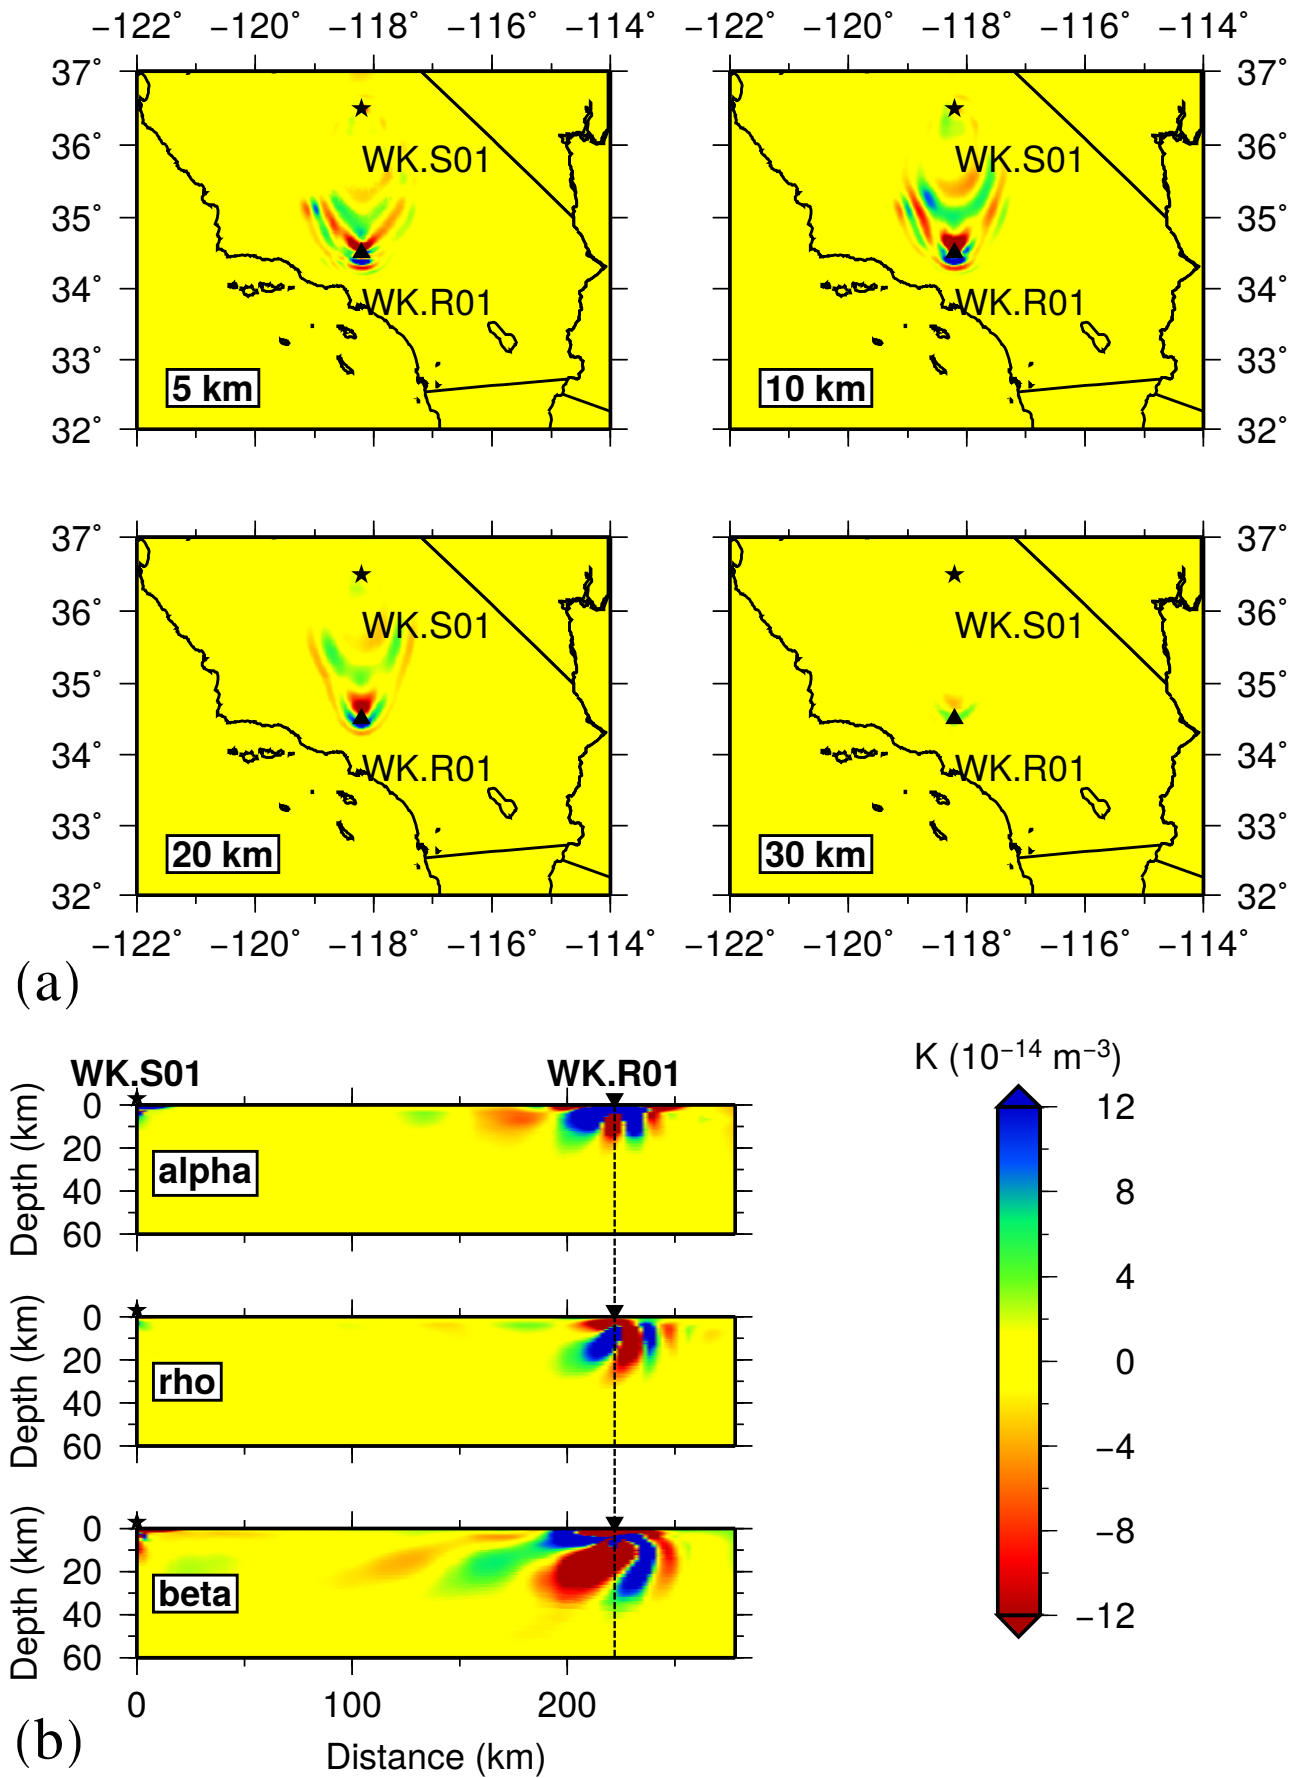 −122˚ −120˚ −118˚ −116˚ −114˚ −122˚ −120˚ −118˚ −116˚ −114˚
37˚ 37˚
36˚ 36˚
WK.S01 WK.S01
35˚ 35˚
34˚ 34˚
WK.R01 WK.R01
33˚ 33˚
5 km 10 km
32˚ 32˚
37˚ 37˚
36˚ 36˚
WK.S01 WK.S01
35˚ 35˚
34˚ 34˚
WK.R01 WK.R01
33˚ 33˚
20 km 30 km
32˚ 32˚
−122˚ −120˚ −118˚ −116˚ −114˚ −122˚ −120˚ −118˚ −116˚ −114˚
(a)
K (10⁻¹⁴ m⁻³)
12
8
4
0
−4
−8
−12
WK.S01 WK.R01
0
20
40
60
Depth (km)
alpha
0
20
40
60
Depth (km)
rho
0
20
40
60
Depth (km)
beta
0 100 200
Distance (km)
(b)